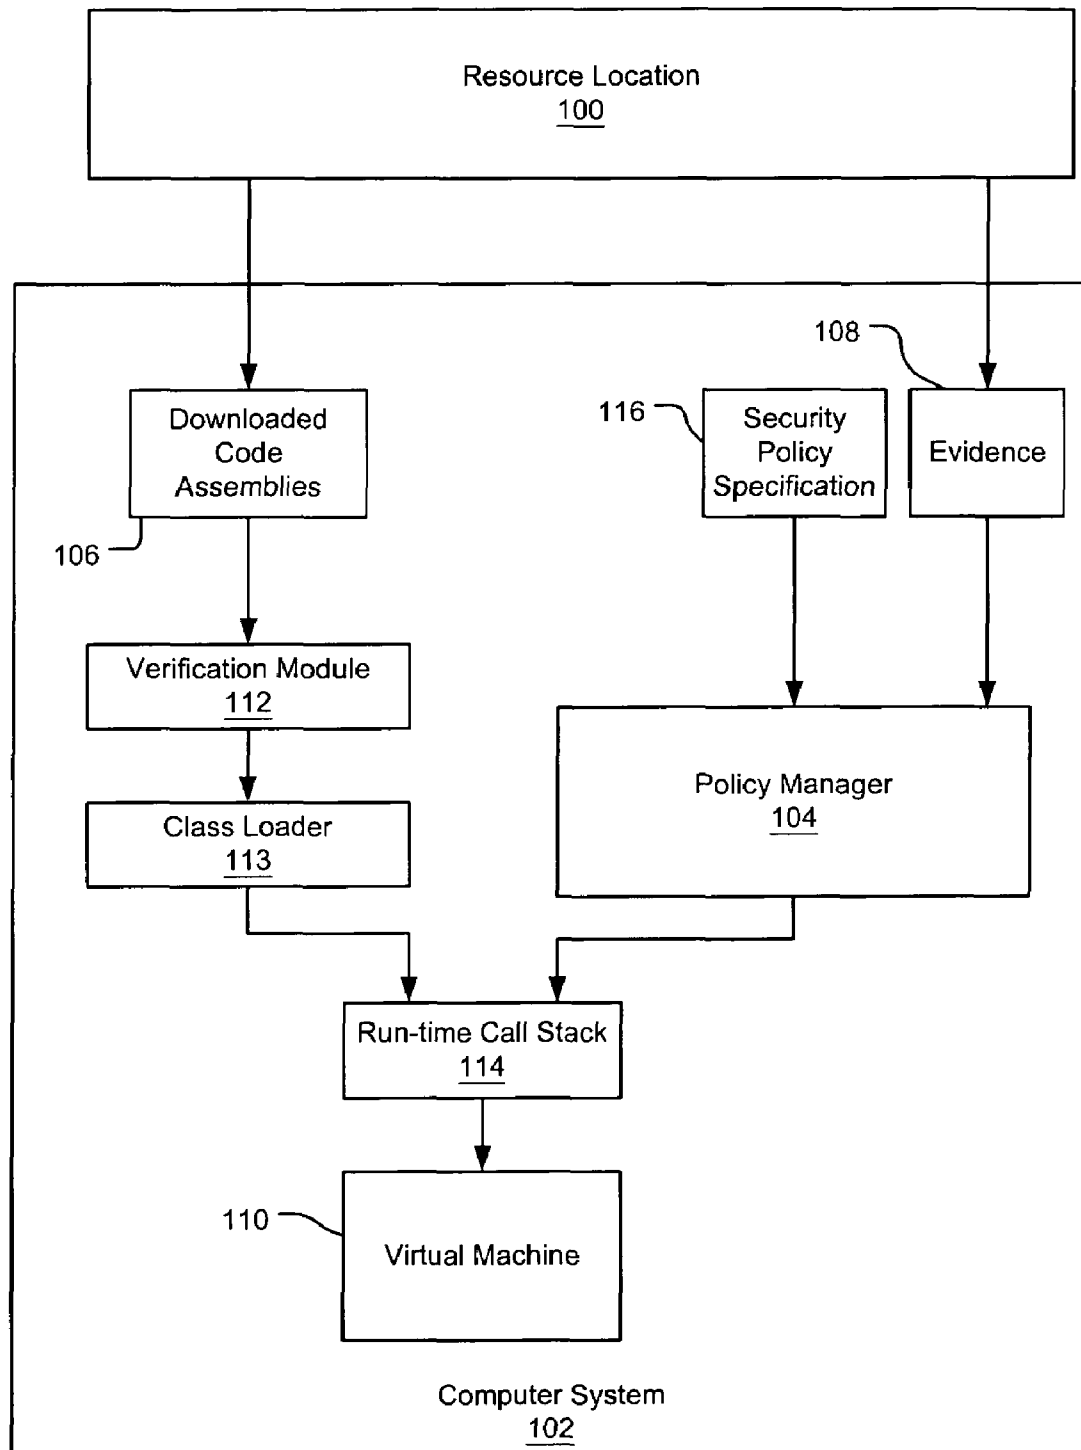 Resource Location
100
108
116
Downloaded
Code
Assemblies
Security
Policy
Specification
Evidence
106
Verification Module
112
Policy Manager
104
Class Loader
113
Run-time Call Stack
114
110
Virtual Machine
Computer System
102